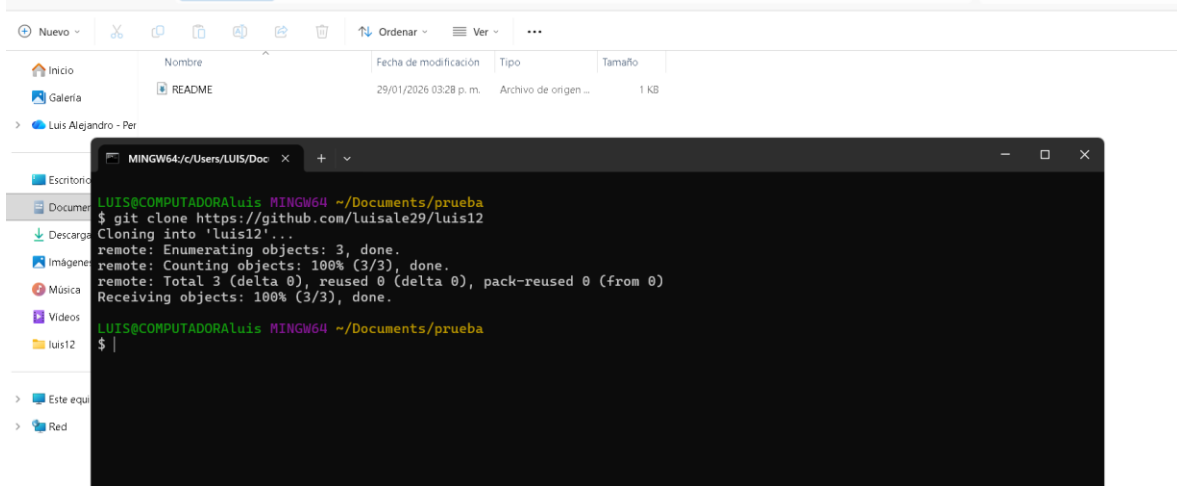 Nuevo
Ordenar
Ver
Nombre
Fecha de modificación
Tipo
Tamaño
README
29/01/2026 03:28 p. m.
Archivo de origen ...
1 KB
Inicio
Galería
Luis Alejandro - Per
Escritorio
Documen
Descarga
Imágenes
Música
Vídeos
luis12
Este equi
Red
MINGW64:/c/Users/LUIS/Doc
LUIS@COMPUTADORAluis MINGW64 ~/Documents/prueba
$ git clone https://github.com/luisale29/luis12
Cloning into 'luis12'...
remote: Enumerating objects: 3, done.
remote: Counting objects: 100% (3/3), done.
remote: Total 3 (delta 0), reused 0 (delta 0), pack-reused 0 (from 0)
Receiving objects: 100% (3/3), done.
LUIS@COMPUTADORAluis MINGW64 ~/Documents/prueba
$